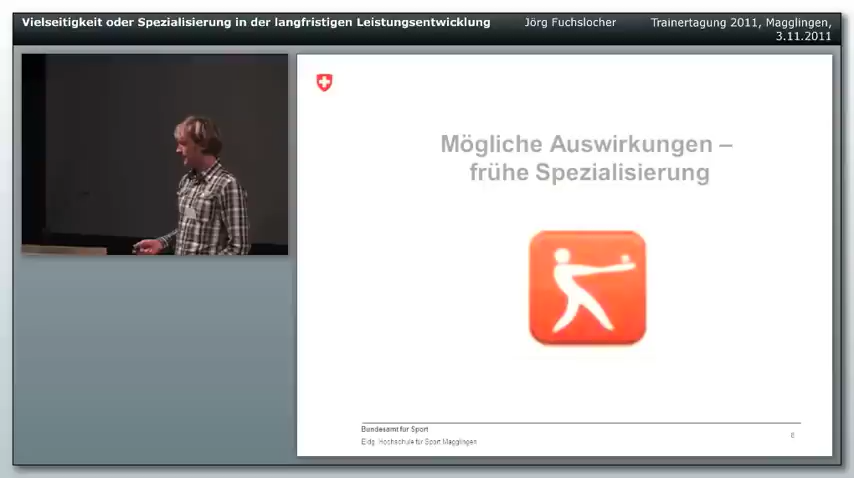 Vielseitigkeit oder Spezialisierung in der langfristigen Leistungsentwicklung
Jörg Fuchslocher
Trainertagung 2011, Magglingen,
3.11.2011
Mögliche Auswirkungen –
frühe Spezialisierung
Bundesamt für Sport
Eidg. Hochschule für Sport Magglingen
8